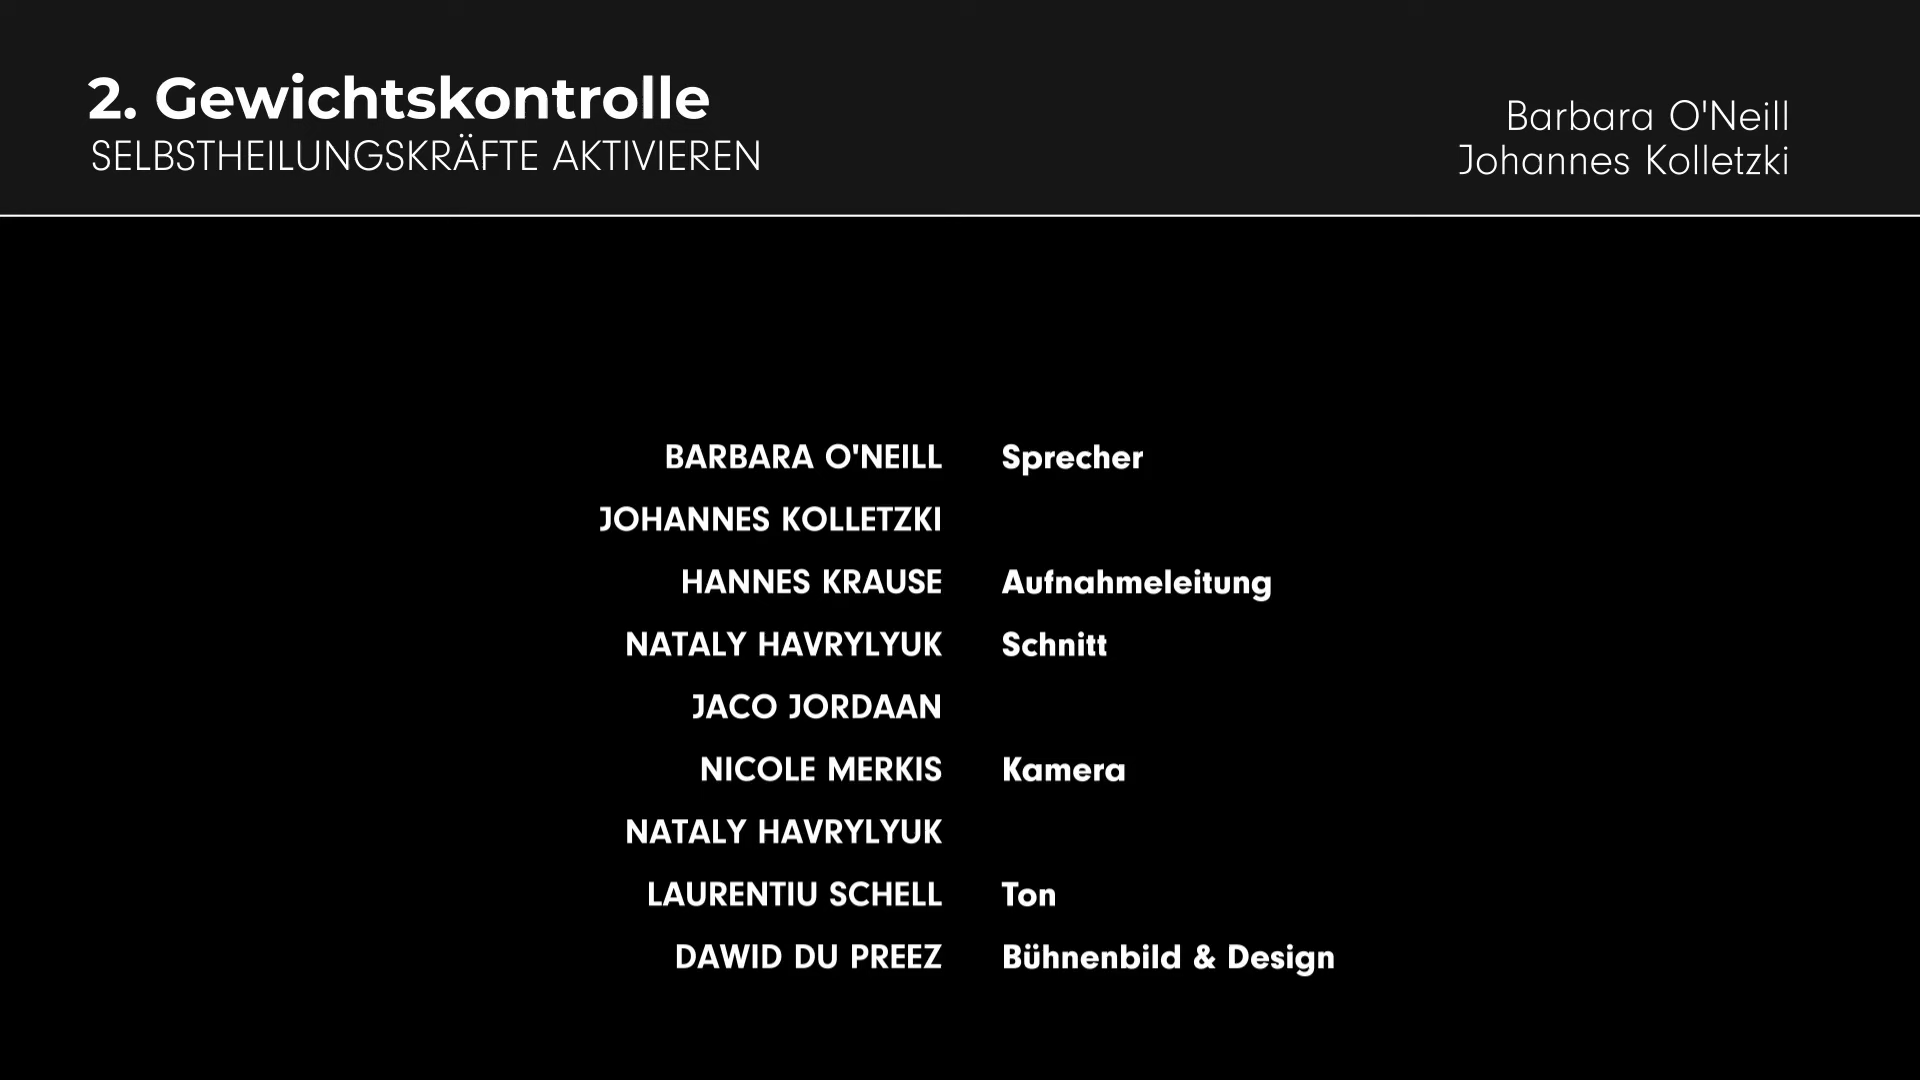 2. Gewichtskontrolle
SELBSTHEILUNGSKRÄFTE AKTIVIEREN
Barbara O'Neill
Johannes Kolletzki
BARBARA O'NEILL Sprecher
JOHANNES KOLLETZKI
HANNES KRAUSE Aufnahmeleitung
NATALY HAVRYLYUK Schnitt
JACO JORDAAN
NICOLE MERKIS Kamera
NATALY HAVRYLYUK
LAURENTIU SCHELL Ton
DAWID DU PREEZ Bühnenbild & Design